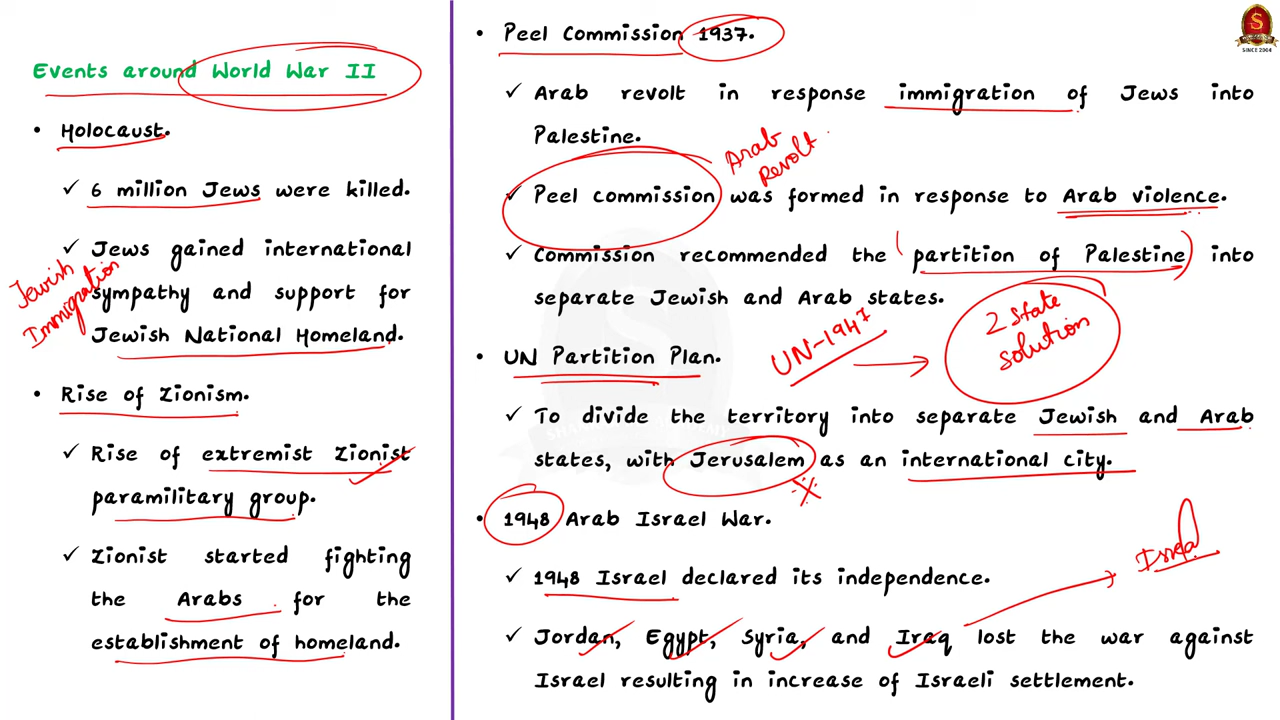 Events around World War II
• Holocaust.
✓ 6 million Jews were killed.
✓ Jews gained international
sympathy and support for
Jewish National Homeland.
Jewish
Immigration
• Rise of Zionism.
✓ Rise of extremist Zionist
paramilitary group.
✓ Zionist started fighting
the Arabs for the
establishment of homeland.
• Peel Commission 1937.
✓ Arab revolt in response immigration of Jews into
Palestine.
Arab
Revolt
✓ Peel commission was formed in response to Arab violence.
✓ Commission recommended the (partition of Palestine) into
separate Jewish and Arab states.
• UN Partition Plan.
UN-1947
2 State
solution
✓ To divide the territory into separate Jewish and Arab
states, with Jerusalem as an international city.
• 1948 Arab Israel War.
✓ 1948 Israel declared its independence.
Israel
✓ Jordan, Egypt, Syria, and Iraq lost the war against
Israel resulting in increase of Israeli settlement.
S
SINCE 2004